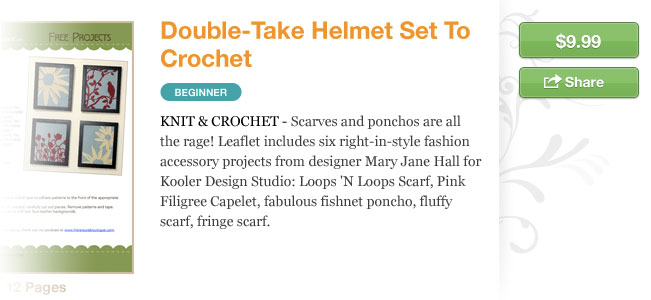 FREE PROJECTS
Double-Take Helmet Set To
Crochet
BEGINNER
KNIT & CROCHET - Scarves and ponchos are all
the rage! Leaflet includes six right-in-style fashion
accessory projects from designer Mary Jane Hall for
Kooler Design Studio: Loops 'N Loops Scarf, Pink
Filigree Capelet, fabulous fishnet poncho, fluffy
scarf, fringe scarf.
$9.99
Share
12 Pages